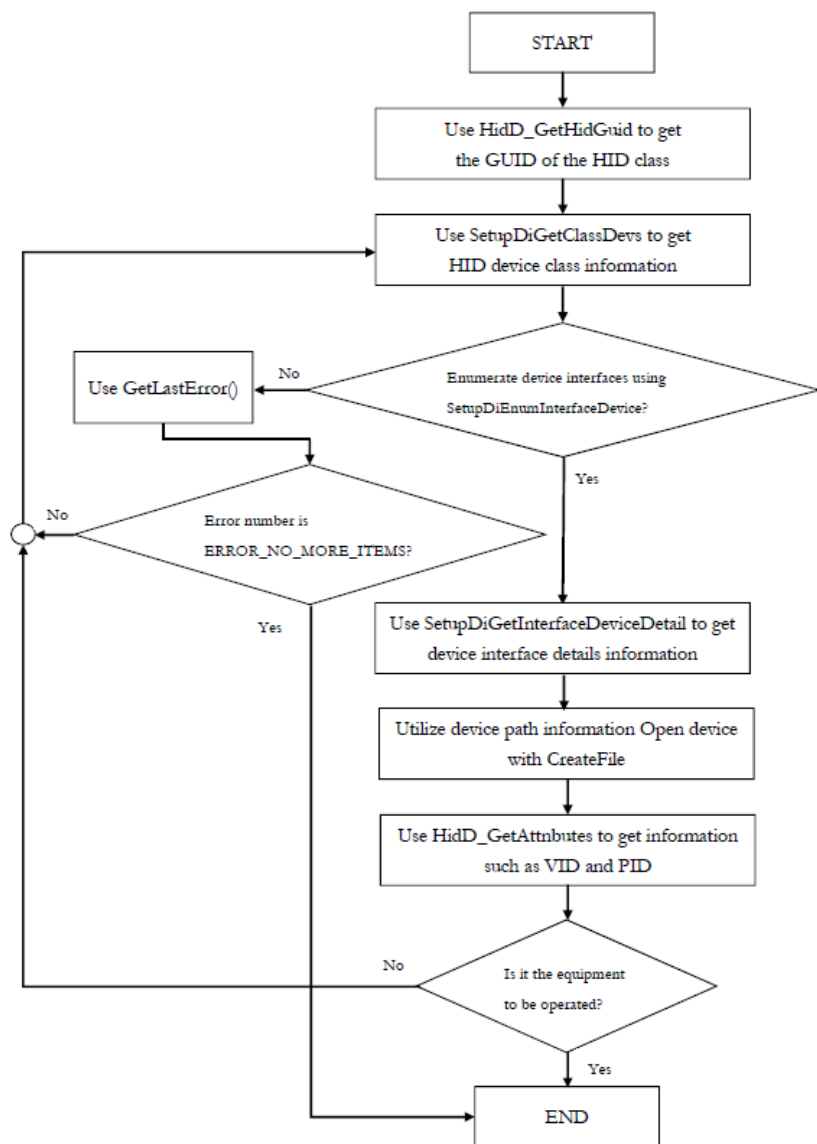 START
Use HidD_GetHidGuid to get
the GUID of the HID class
Use SetupDiGetClassDevs to get
HID device class information
No
Enumerate device interfaces using
SetupDiEnumInterfaceDevice?
Use GetLastError()
Yes
No
Error number is
ERROR_NO_MORE_ITEMS?
Yes
Use SetupDiGetInterfaceDeviceDetail to get
device interface details information
Utilize device path information Open device
with CreateFile
Use HidD_GetAttnbutes to get information
such as VID and PID
No
Is it the equipment
to be operated?
Yes
END